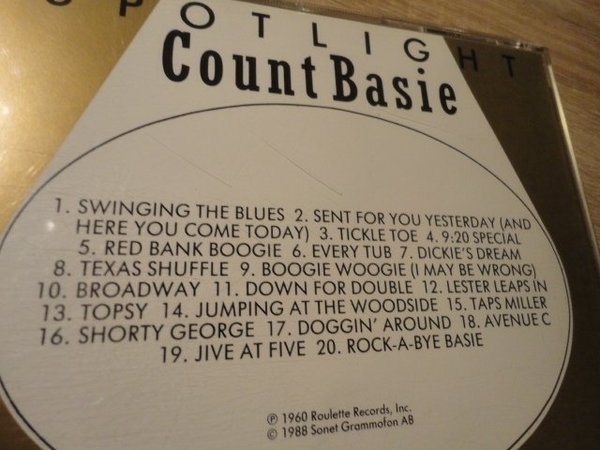 SPOTLIGHT
Count Basie
1. SWINGING THE BLUES 2. SENT FOR YOU YESTERDAY (AND
HERE YOU COME TODAY) 3. TICKLE TOE 4. 9:20 SPECIAL
5. RED BANK BOOGIE 6. EVERY TUB 7. DICKIE'S DREAM
8. TEXAS SHUFFLE 9. BOOGIE WOOGIE (I MAY BE WRONG)
10. BROADWAY 11. DOWN FOR DOUBLE 12. LESTER LEAPS IN
13. TOPSY 14. JUMPING AT THE WOODSIDE 15. TAPS MILLER
16. SHORTY GEORGE 17. DOGGIN' AROUND 18. AVENUE C
19. JIVE AT FIVE 20. ROCK-A-BYE BASIE
℗ 1960 Roulette Records, Inc.
© 1988 Sonet Grammofon AB